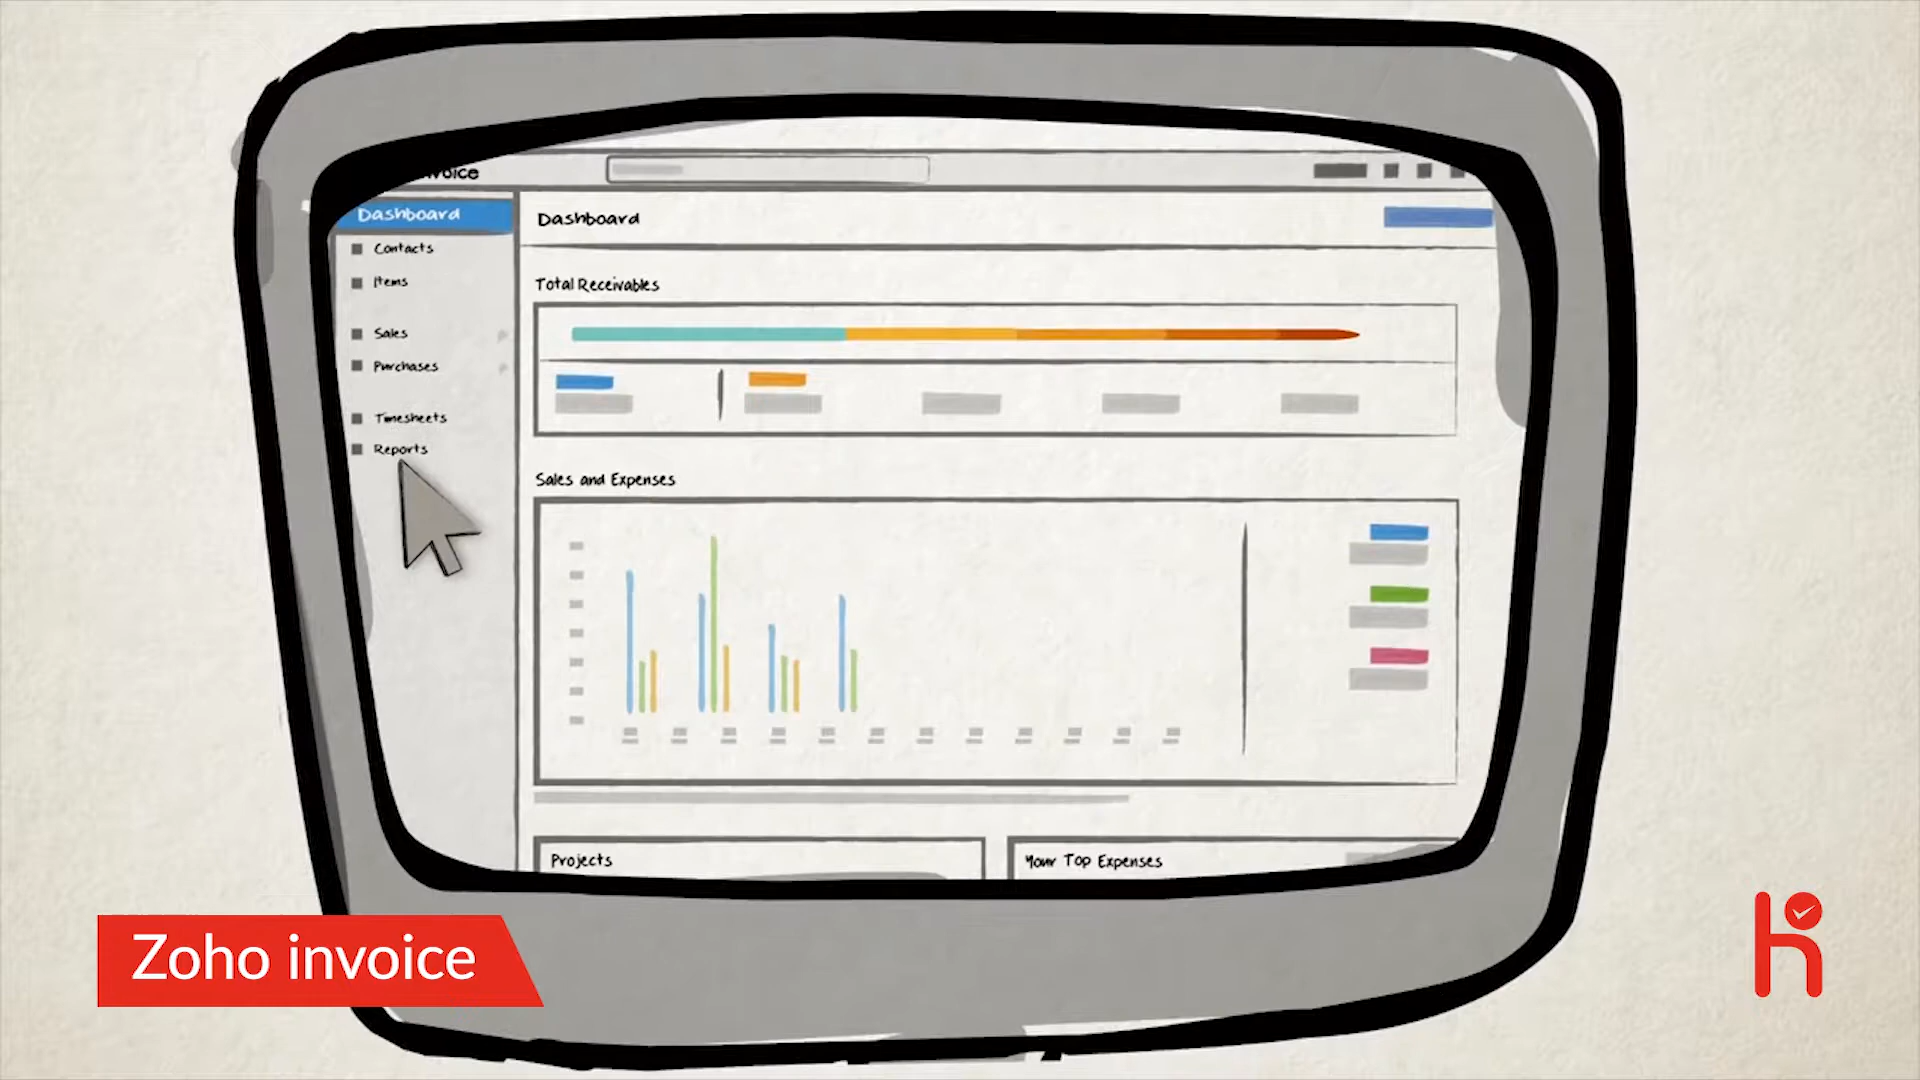 Dashboard
Contacts
Items
Sales
Purchases
Timesheets
Reports
Dashboard
Total Receivables
Sales and Expenses
Projects
Your Top Expenses
Zoho invoice